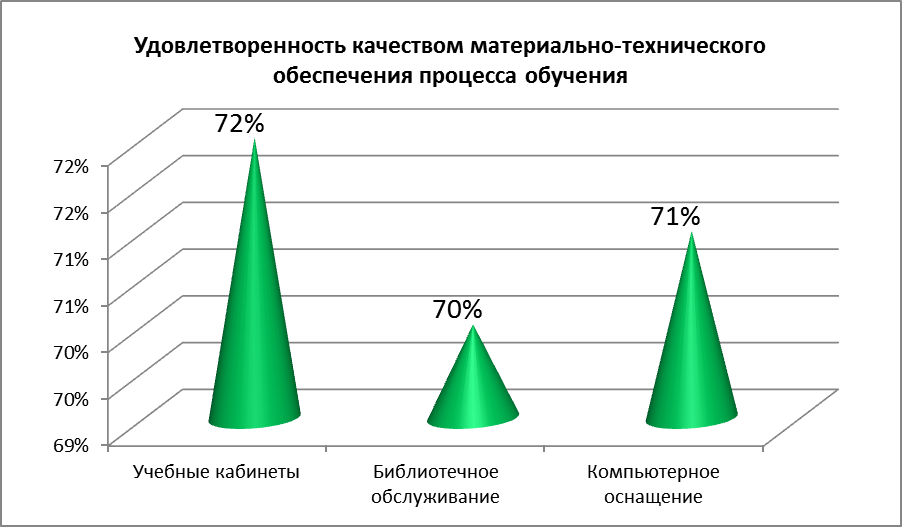 Удовлетворенность качеством материально-технического
обеспечения процесса обучения
72%
70%
71%
72%
72%
71%
71%
70%
70%
69%
Учебные кабинеты
Библиотечное
обслуживание
Компьютерное
оснащение